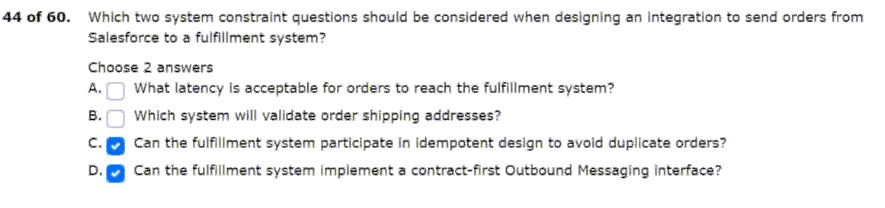 44 of 60. Which two system constraint questions should be considered when designing an integration to send orders from
Salesforce to a fulfillment system?
Choose 2 answers
A. What latency is acceptable for orders to reach the fulfillment system?
B. Which system will validate order shipping addresses?
C. Can the fulfillment system participate in idempotent design to avoid duplicate orders?
D. Can the fulfillment system implement a contract-first Outbound Messaging interface?